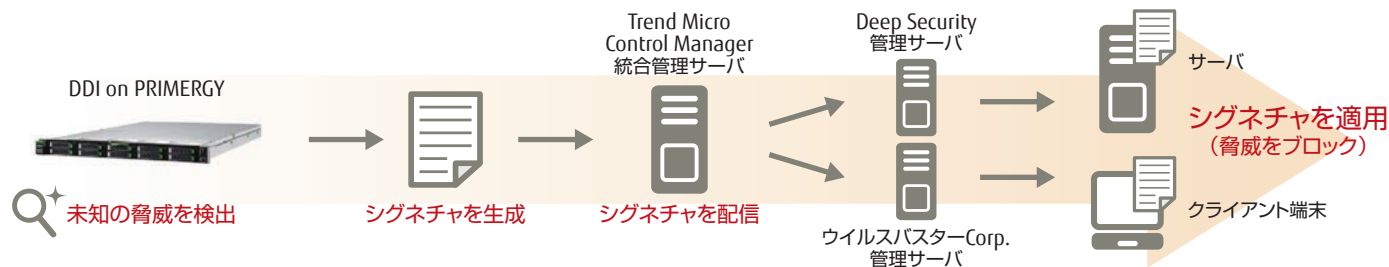 DDI on PRIMERGY
未知の脅威を検出
シグネチャを生成
Trend Micro
Control Manager
統合管理サーバ
シグネチャを配信
Deep Security
管理サーバ
ウイルスバスターCorp.
管理サーバ
サーバ
シグネチャを適用
（脅威をブロック）
クライアント端末